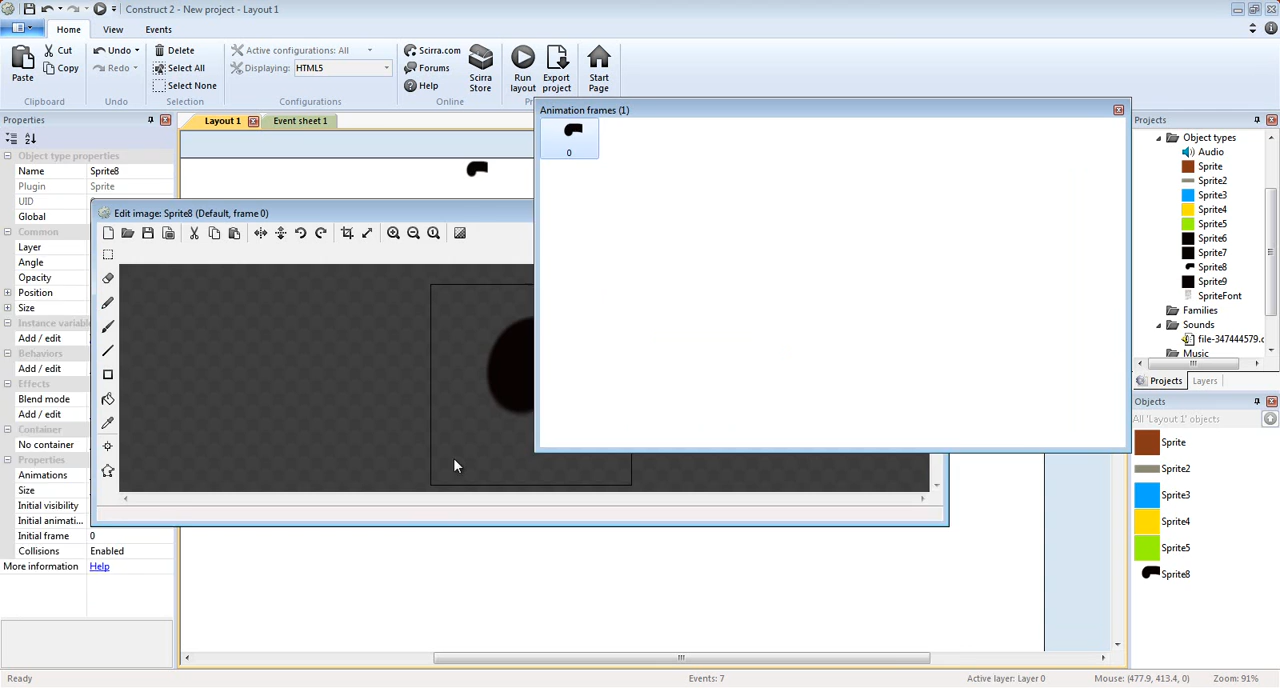 Construct 2 - New project - Layout 1
Home View Events
Paste
Cut
Copy
Clipboard
Undo
Redo
Undo
Delete
Select All
Select None
Selection
Active configurations: All
Displaying: HTML5
Configurations
Scirra.com
Forums
Help
Scirra Store
Online
Run layout
Export project
Start Page
Properties
Object type properties
Name Sprite8
Plugin Sprite
UID
Global
Common
Layer
Angle
Opacity
Position
Size
Add / edit
Behaviors
Add / edit
Effects
Blend mode
Add / edit
Container
No container
Properties
Animations
Size
Initial visibility
Initial animati...
Initial frame 0
Collisions Enabled
More information Help
Layout 1 Event sheet 1
Edit image: Sprite8 (Default, frame 0)
Animation frames (1)
0
Projects
Object types
Audio
Sprite
Sprite2
Sprite3
Sprite4
Sprite5
Sprite6
Sprite7
Sprite8
Sprite9
SpriteFont
Families
Sounds
Music
Projects Layers
Objects
All 'Layout 1' objects
Sprite
Sprite2
Sprite3
Sprite4
Sprite5
Sprite8
Ready Events: 7 Active layer: Layer 0 Mouse: (477.9, 413.4, 0) Zoom: 91%